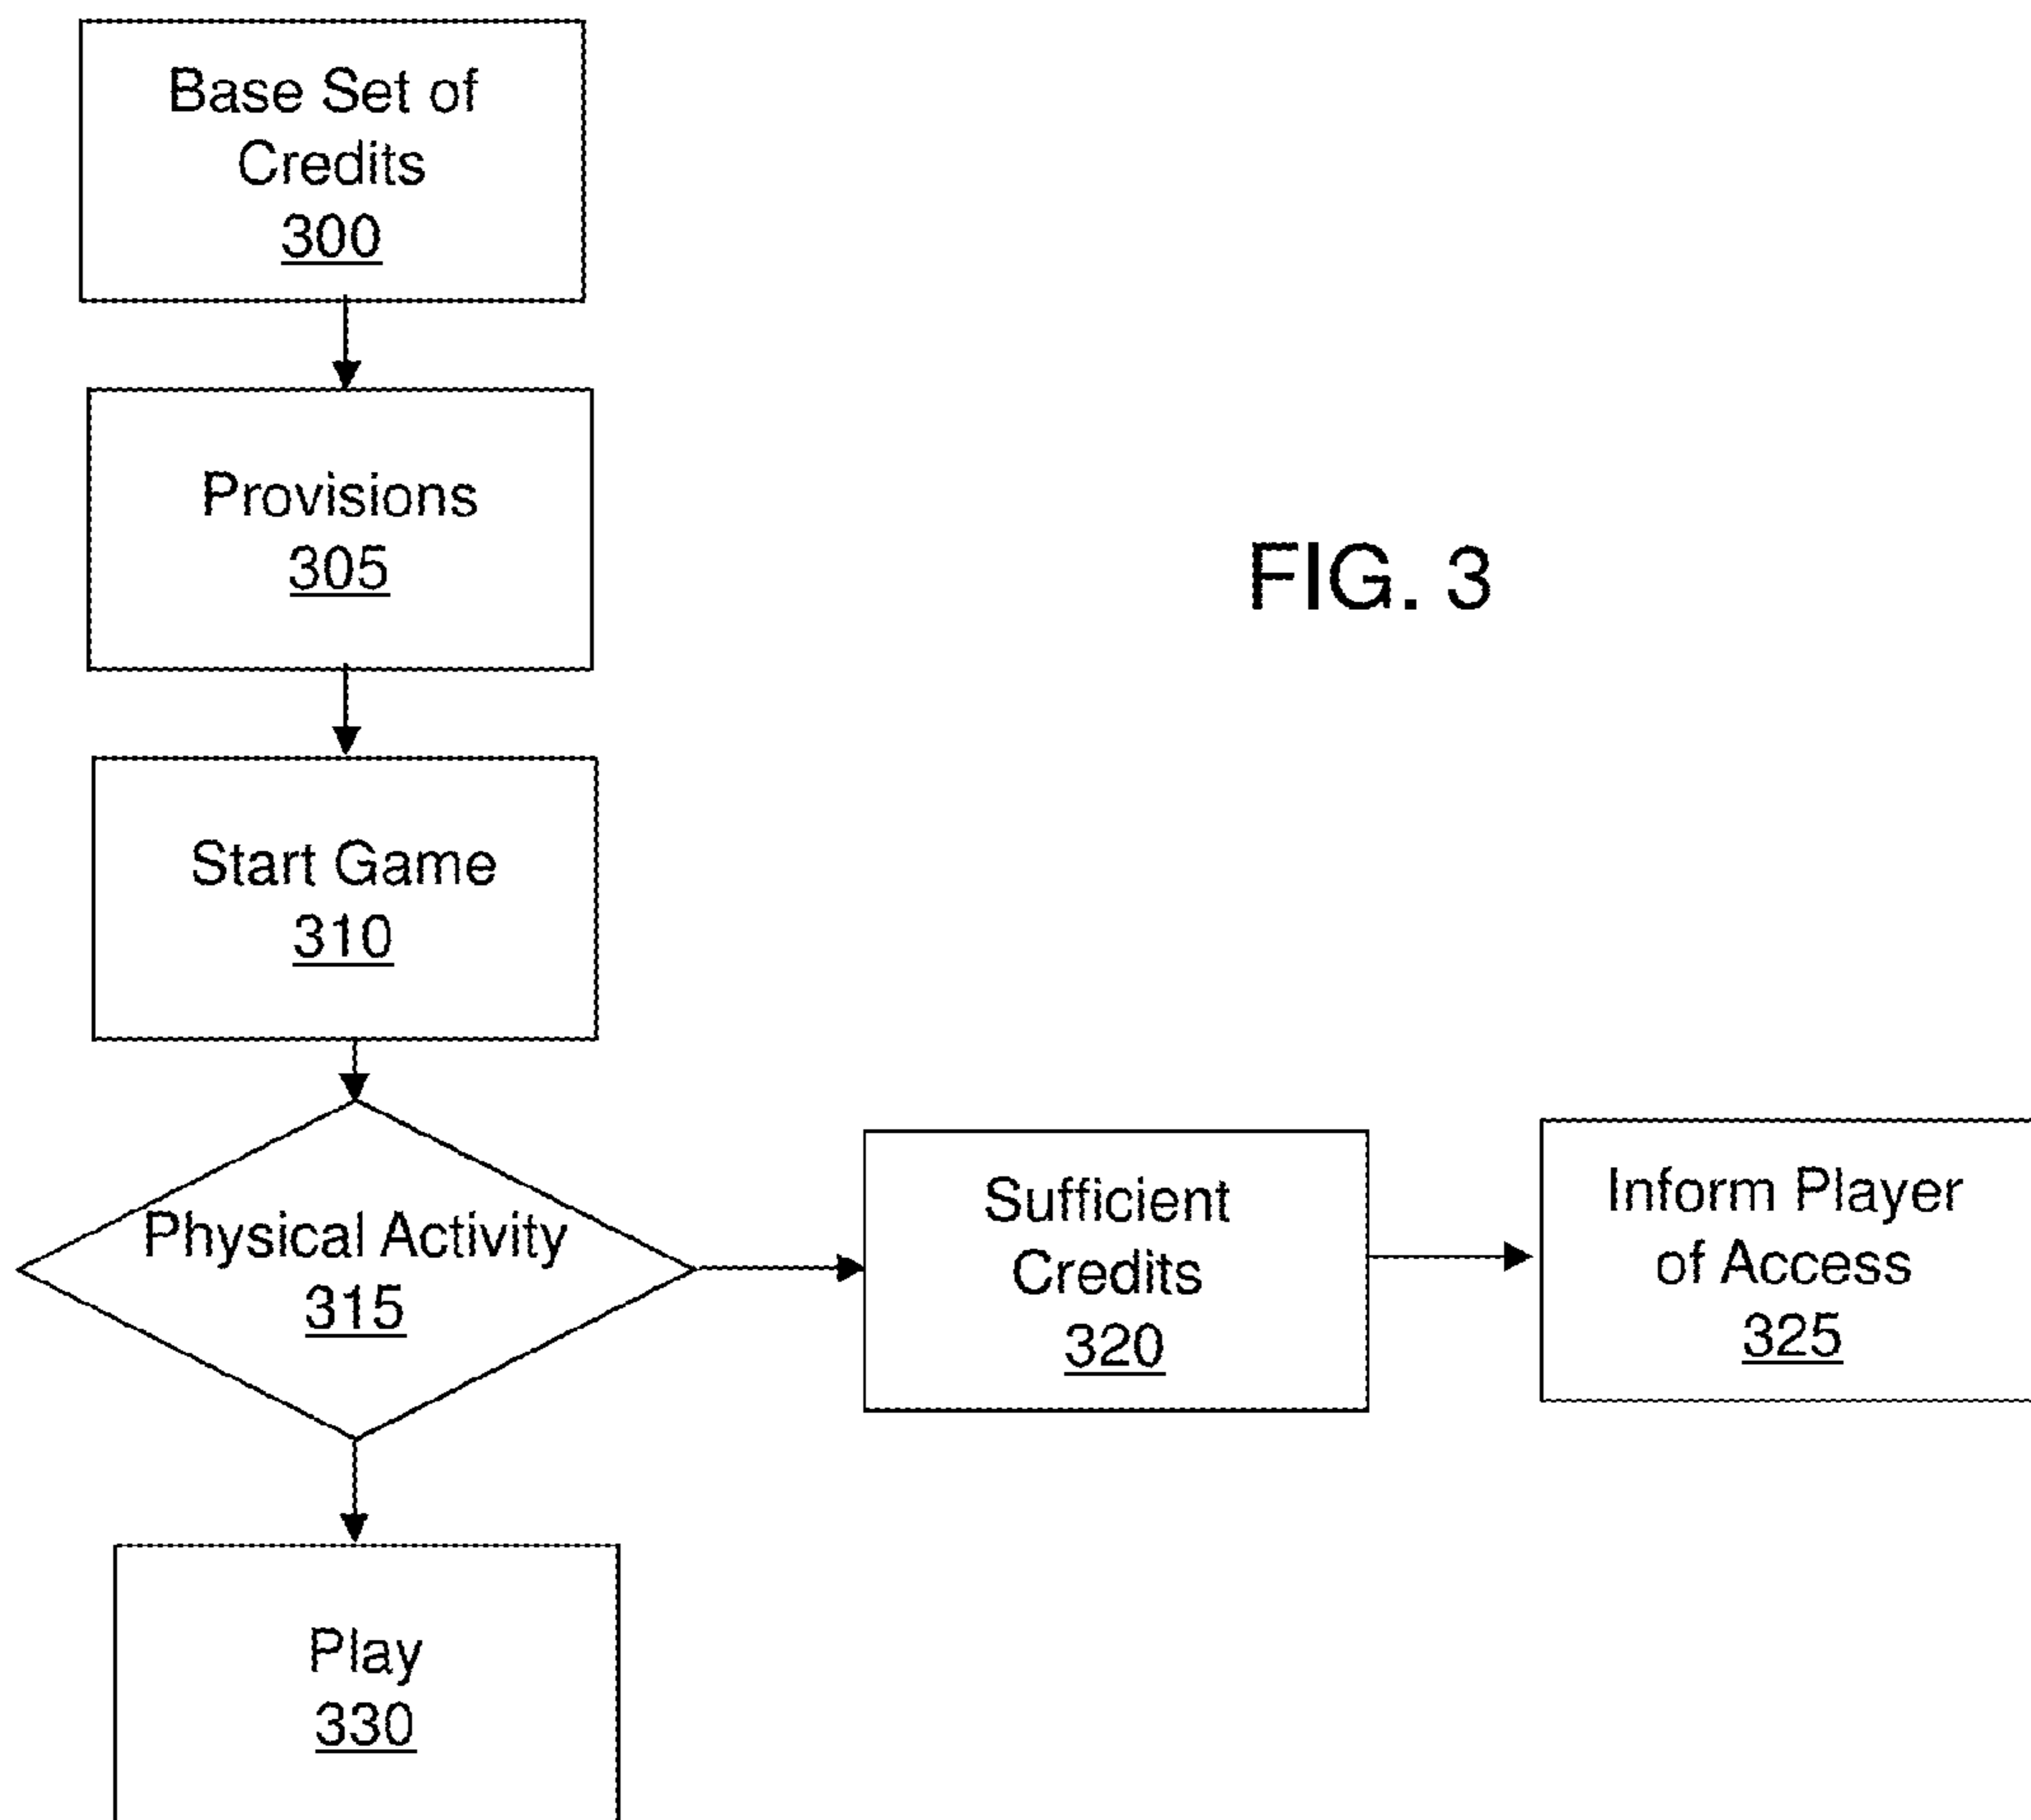 Base Set of
Credits
300
Provisions
305
FIG. 3
Start Game
310
Physical Activity
315
Sufficient
Credits
320
Inform Player
of Access
325
Play
330